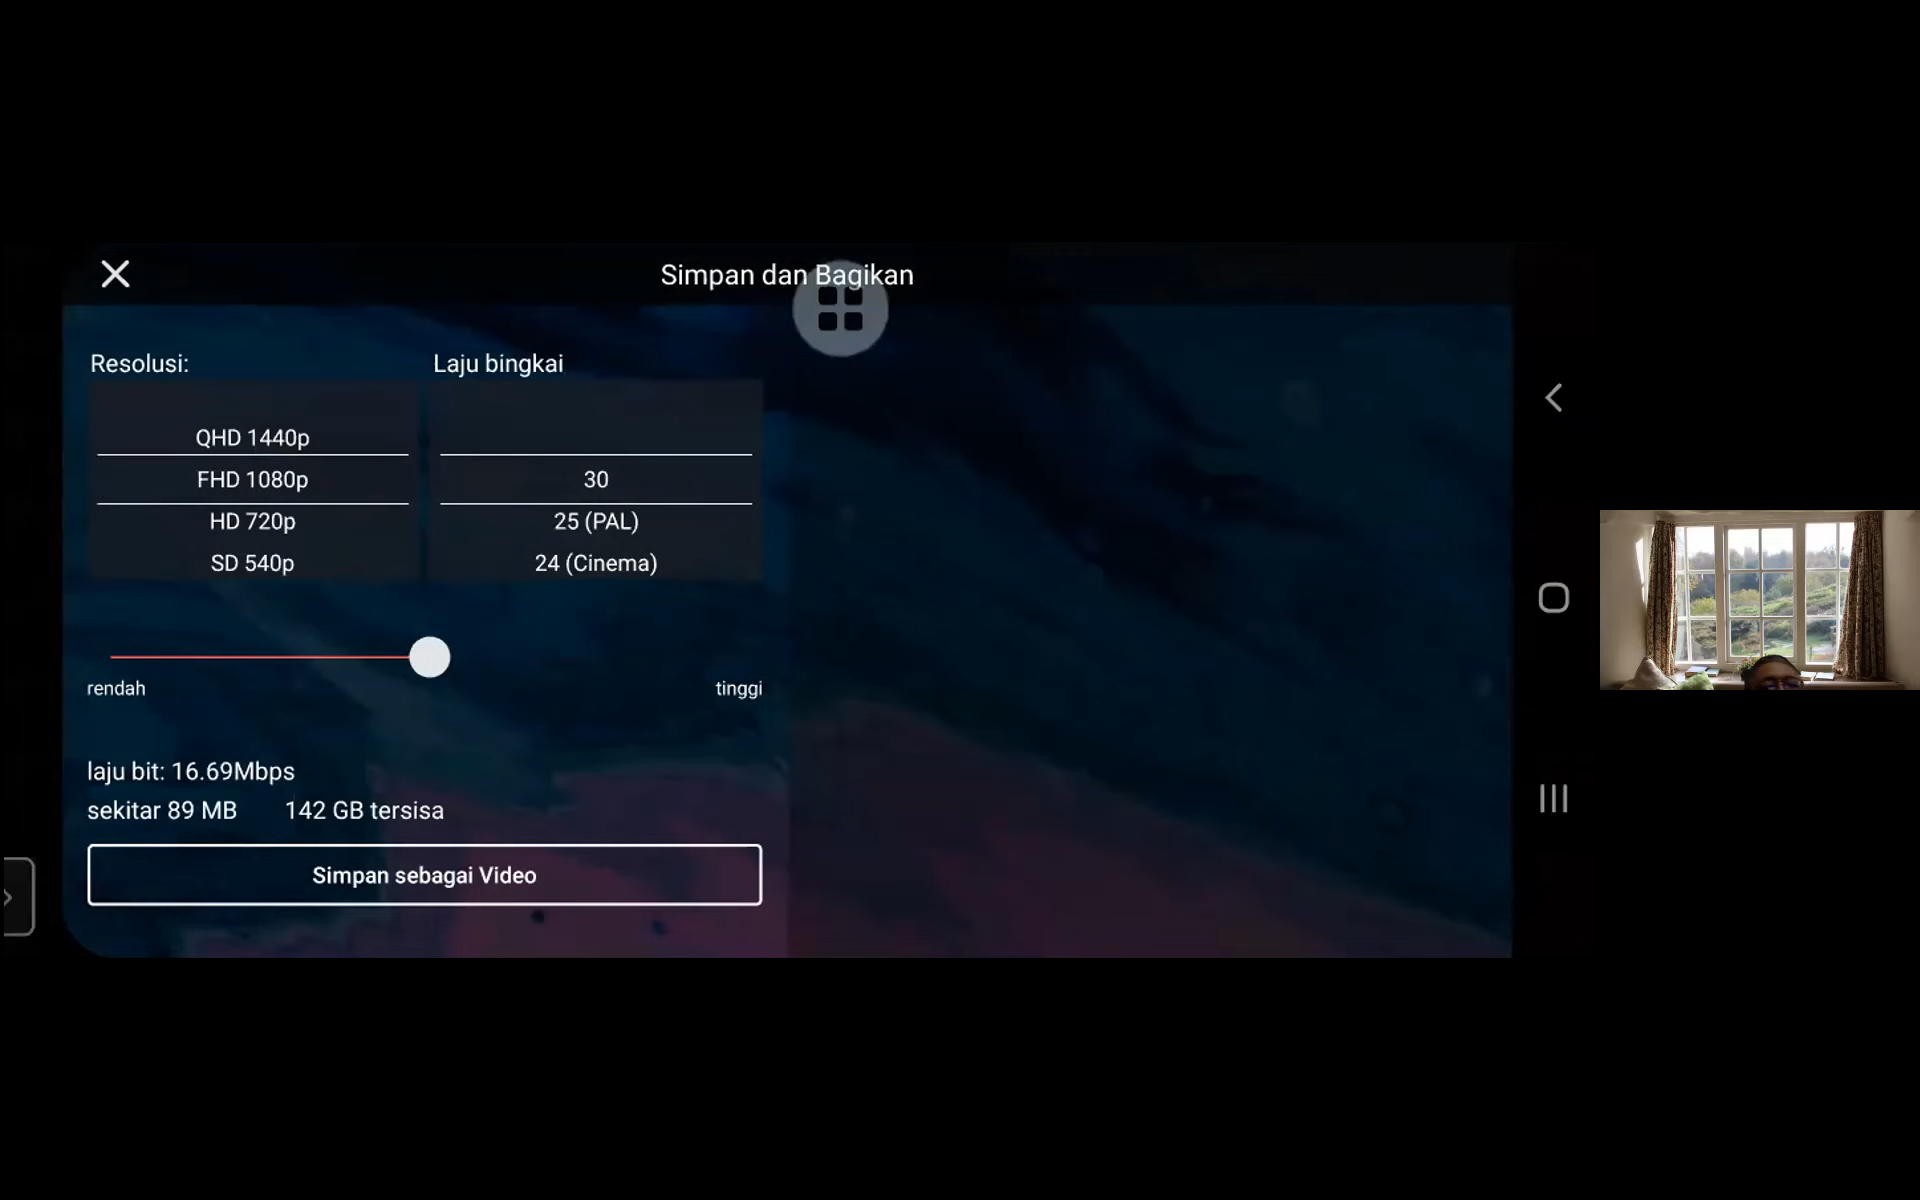 Simpan dan Bagikan
Resolusi:
Laju bingkai
QHD 1440p
FHD 1080p
30
HD 720p
25 (PAL)
SD 540p
24 (Cinema)
rendah
tinggi
laju bit: 16.69Mbps
sekitar 89 MB
142 GB tersisa
Simpan sebagai Video